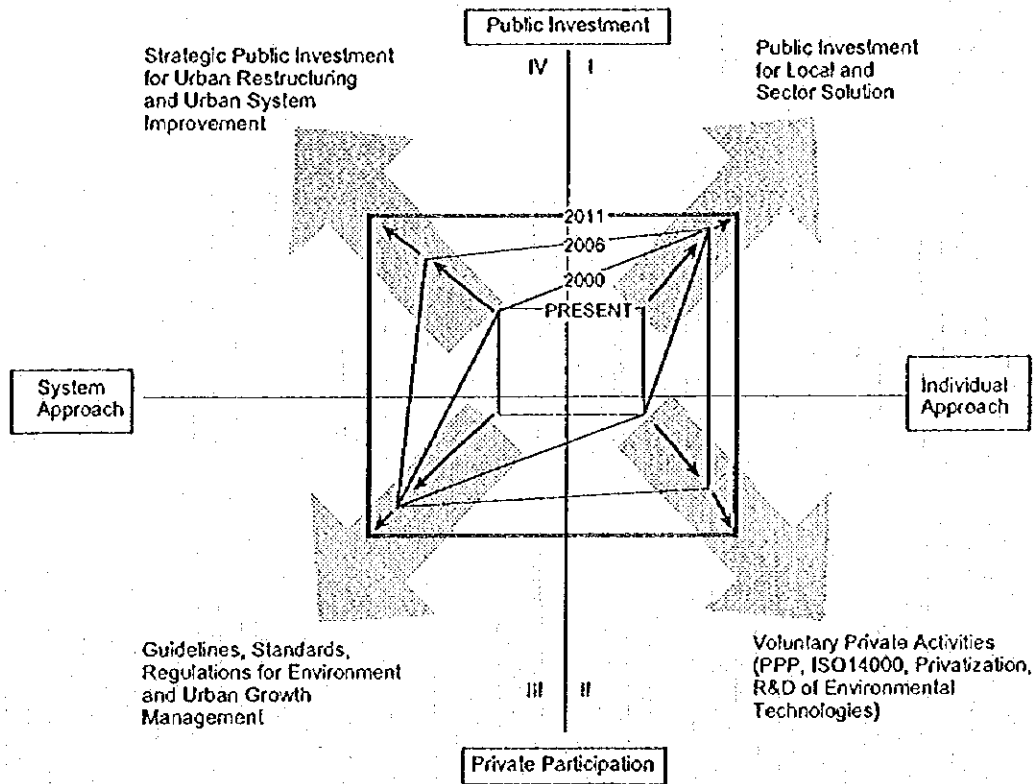 Public Investment
Strategic Public Investment
for Urban Restructuring
and Urban System
Improvement
IV
I
Public Investment
for Local and
Sector Solution
2011
2006
2000
PRESENT
System
Approach
Individual
Approach
Guidelines, Standards,
Regulations for Environment
and Urban Growth
Management
III
II
Voluntary Private Activities
(PPP, ISO14000, Privatization,
R&D of Environmental
Technologies)
Private Participation